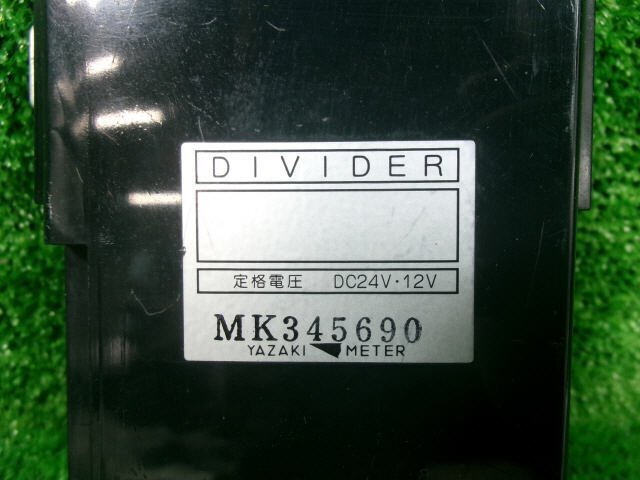 DIVIDER
定格電圧 DC24V・12V
MK345690
YAZAKI METER